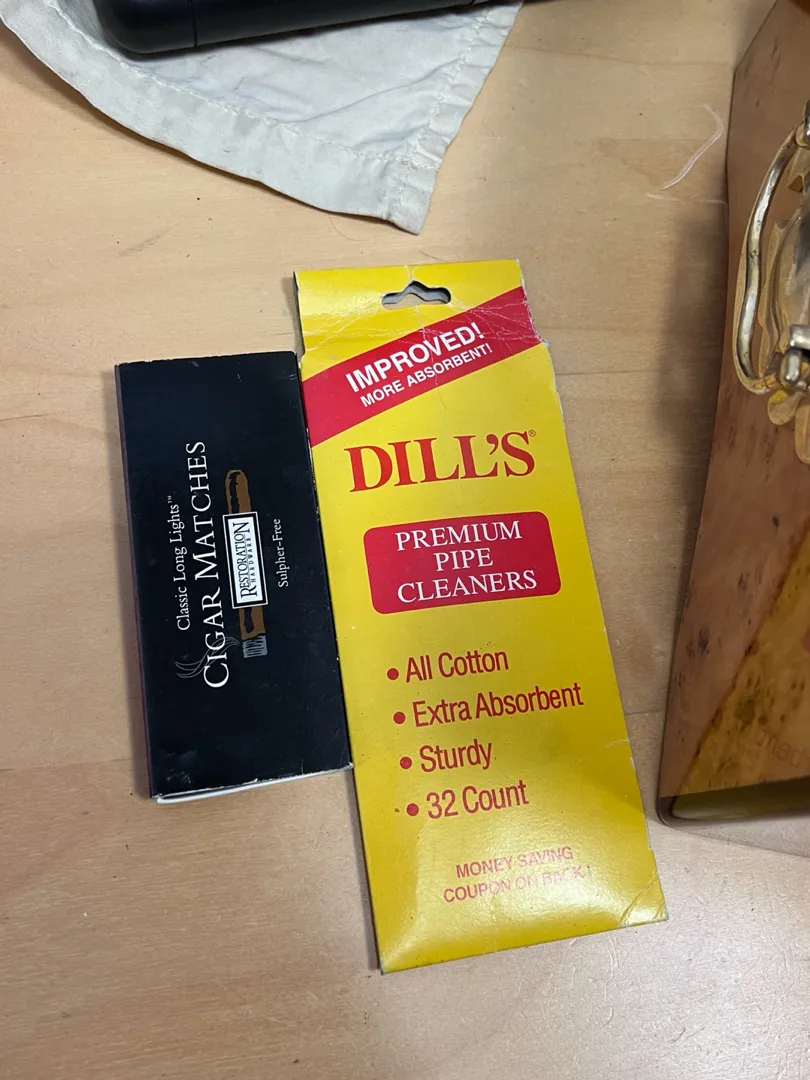 Classic Long Lights™
CIGAR MATCHES
RESTORATION
HARDWARE
Sulpher-Free
IMPROVED!
MORE ABSORBENT!
DILL'S®
PREMIUM
PIPE
CLEANERS
• All Cotton
• Extra Absorbent
• Sturdy
• 32 Count
MONEY SAVING
COUPON ON BACK!